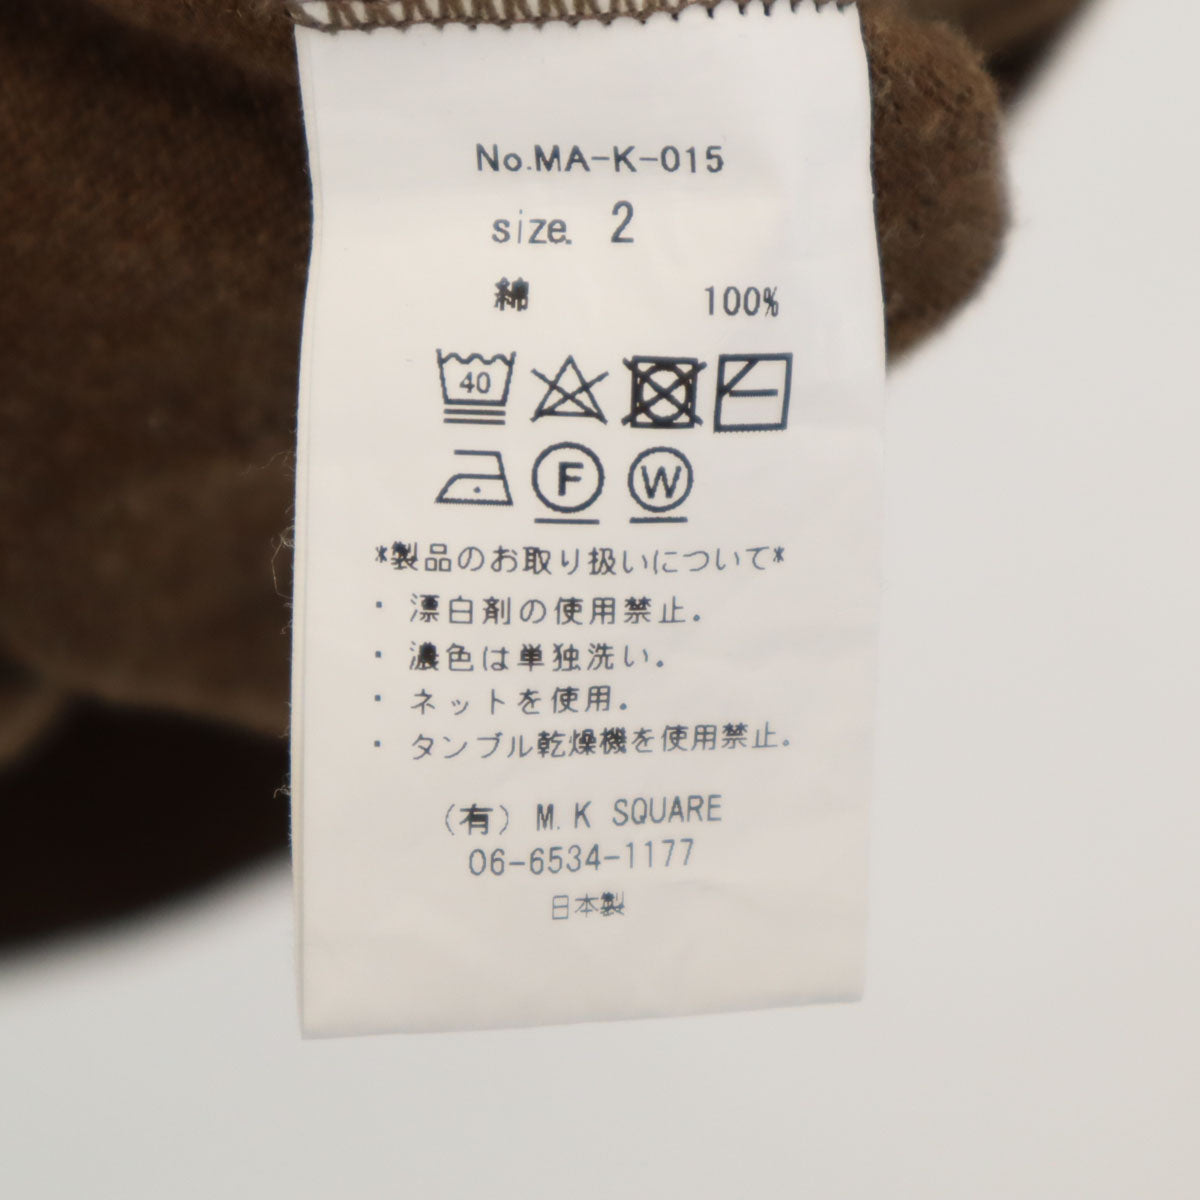 No.MA-K-015
size. 2
綿 100%
40
F W
*製品のお取り扱いについて*
・ 漂白剤の使用禁止.
・ 濃色は単独洗い.
・ ネットを使用.
・ タンブル乾燥機を使用禁止.
(有) M.K SQUARE
06-6534-1177
日本製